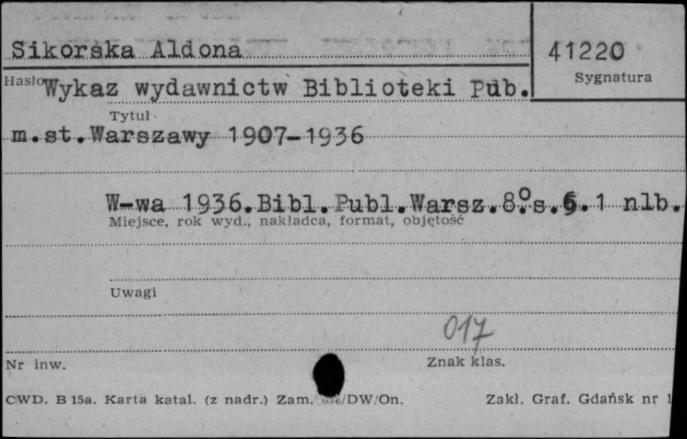 Sikorska Aldona
41220
Hasło
Sygnatura
Wykaz wydawnictw Biblioteki Pub.
Tytuł
m.st.Warszawy 1907-1936
W-wa 1936.Bibl.Publ.Warsz.8º.s.6.1 nlb.
Miejsce, rok wyd., nakładca, format, objętość
Uwagi
017
Nr inw.
Znak klas.
CWD. B 15a. Karta katal. (z nadr.) Zam. /DW/On.
Zakł. Graf. Gdańsk nr 1